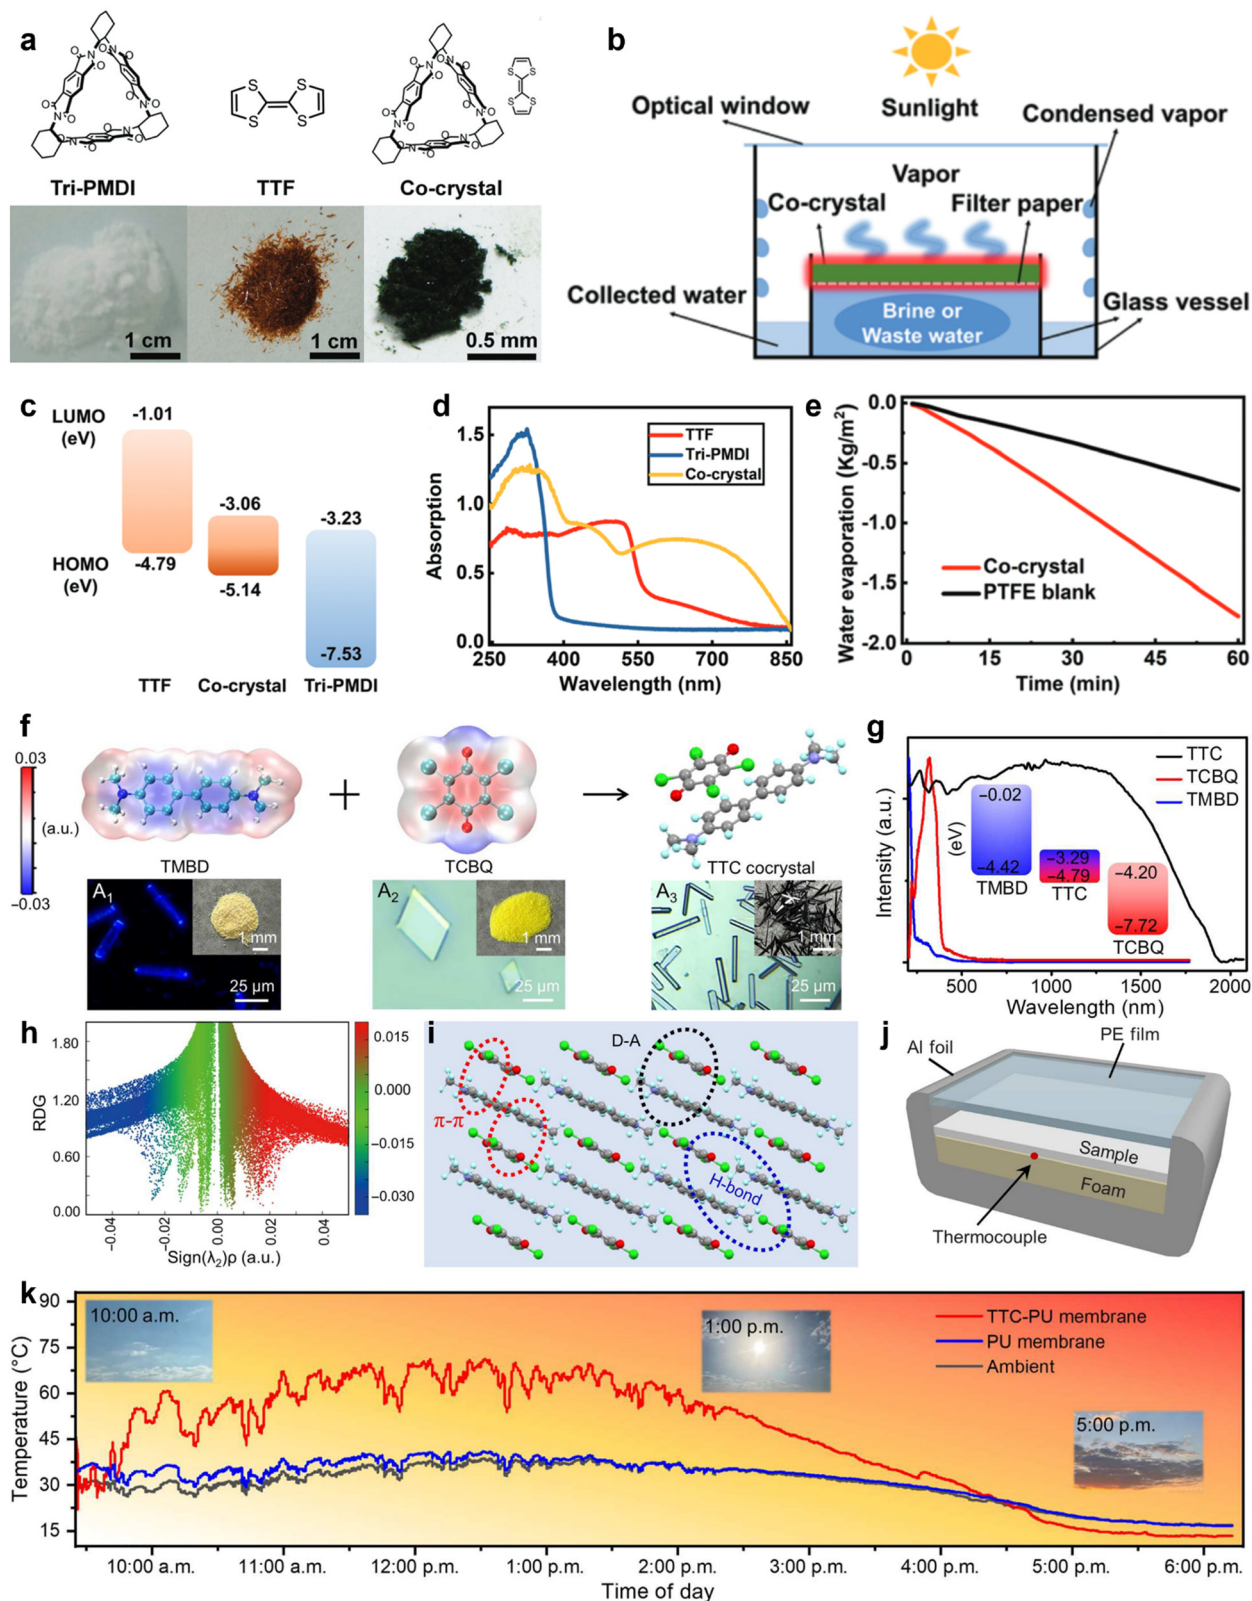 a
Tri-PMDI
TTF
Co-crystal
1 cm
1 cm
0.5 mm
b
Sunlight
Optical window
Condensed vapor
Vapor
Co-crystal
Filter paper
Collected water
Glass vessel
Brine or
Waste water
c
LUMO
(eV)
HOMO
(eV)
-1.01
-4.79
-3.06
-5.14
-3.23
-7.53
TTF
Co-crystal
Tri-PMDI
d
Absorption
1.5
1.0
0.5
0.0
TTF
Tri-PMDI
Co-crystal
250 400 550 700 850
Wavelength (nm)
e
Water evaporation (Kg/m²)
0.0
-0.5
-1.0
-1.5
-2.0
Co-crystal
PTFE blank
0 15 30 45 60
Time (min)
f
0.03
(a.u.)
−0.03
TMBD
+
TCBQ
TTC cocrystal
A₁
1 mm
25 µm
A₂
1 mm
25 µm
A₃
1 mm
25 µm
g
Intensity (a.u.)
TTC
TCBQ
TMBD
(eV)
−0.02
−4.42
TMBD
−3.29
−4.79
TTC
−4.20
−7.72
TCBQ
500 1000 1500 2000
Wavelength (nm)
h
RDG
1.80
1.20
0.60
0.00
−0.04 −0.02 0.00 0.02 0.04
Sign(λ₂)ρ (a.u.)
0.015
0.000
−0.015
−0.030
i
D-A
π-π
H-bond
j
Al foil
PE film
Sample
Foam
Thermocouple
k
Temperature (°C)
90
75
60
45
30
15
10:00 a.m.
1:00 p.m.
5:00 p.m.
TTC-PU membrane
PU membrane
Ambient
10:00 a.m. 11:00 a.m. 12:00 p.m. 1:00 p.m. 2:00 p.m. 3:00 p.m. 4:00 p.m. 5:00 p.m. 6:00 p.m.
Time of day